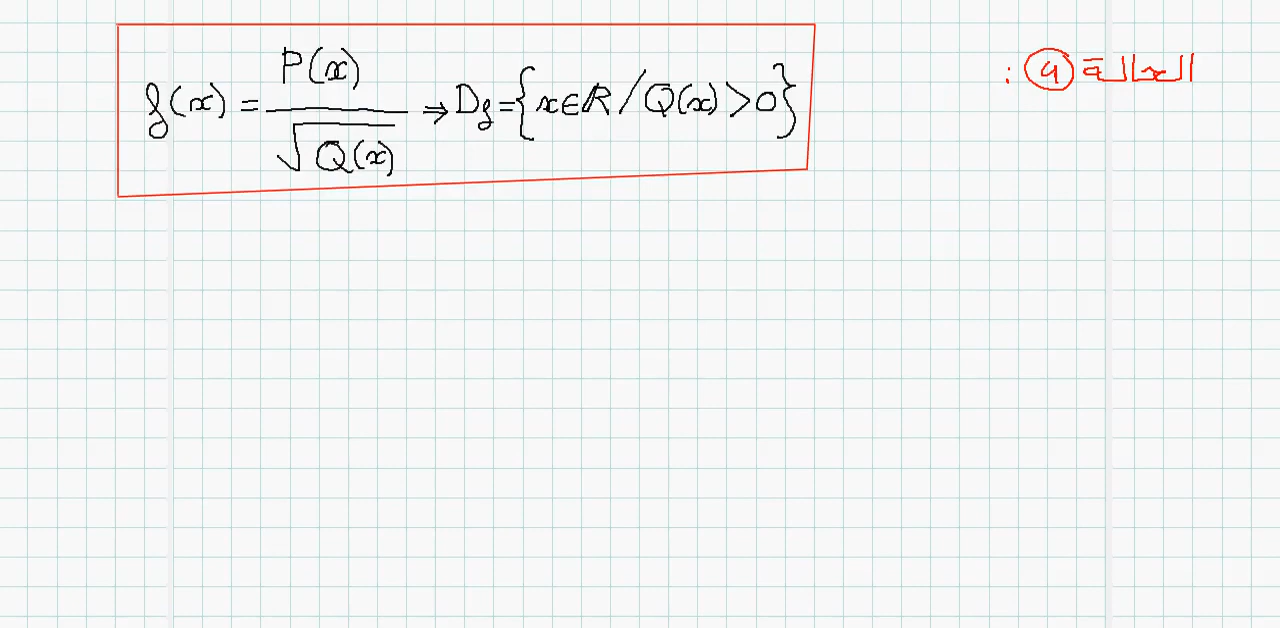 الحالة 4 :
f(x) = P(x) / √Q(x) ⇒ Df = {x ∈ ℝ / Q(x) > 0}